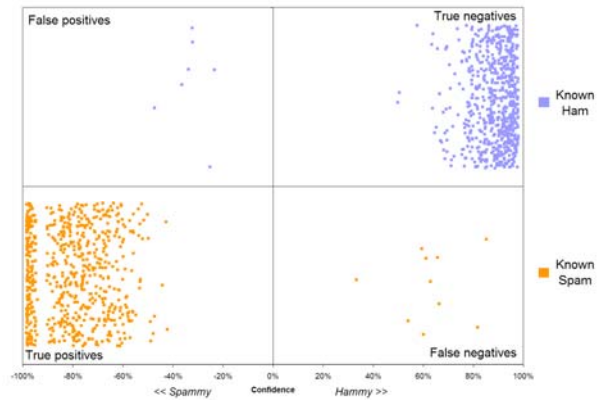 False positives
True negatives
Known
Ham
Known
Spam
True positives
False negatives
-100%
-80%
-60%
-40%
-20%
0%
20%
40%
60%
80%
100%
<< Spammy
Confidence
Hammy >>